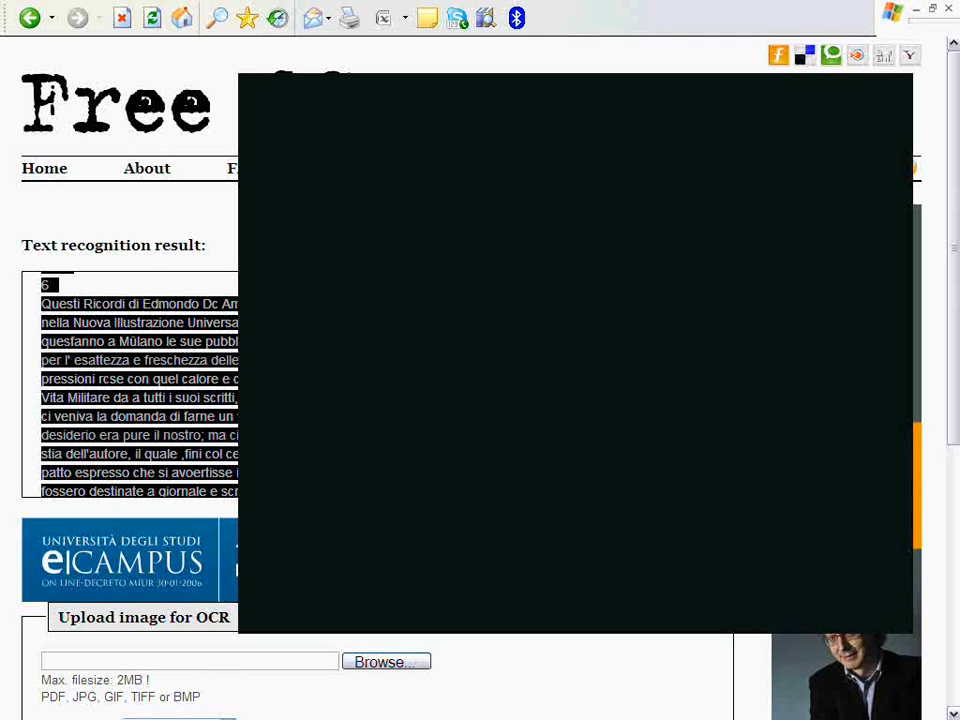 Free
Home About
Text recognition result:
6
Questi Ricordi di Edmondo Dc Am
nella Nuova Illustrazione Universa
quesfanno a Mûlano le sue pubbl
per l' esattezza e freschezza delle
pressioni rcse con quel calore e
Vita Militare da a tutti i suoi scritti,
ci veniva la domanda di farne un
desiderio era pure il nostro; ma ci
stia dell'autore, il quale ,fini col ce
patto espresso che si avoertisse
fossero destinate a giornale e scr
UNIVERSITÀ DEGLI STUDI
e|CAMPUS
ON LINE-DECRETO MIUR 30·01·2006
Upload image for OCR
Browse...
Max. filesize: 2MB !
PDF, JPG, GIF, TIFF or BMP